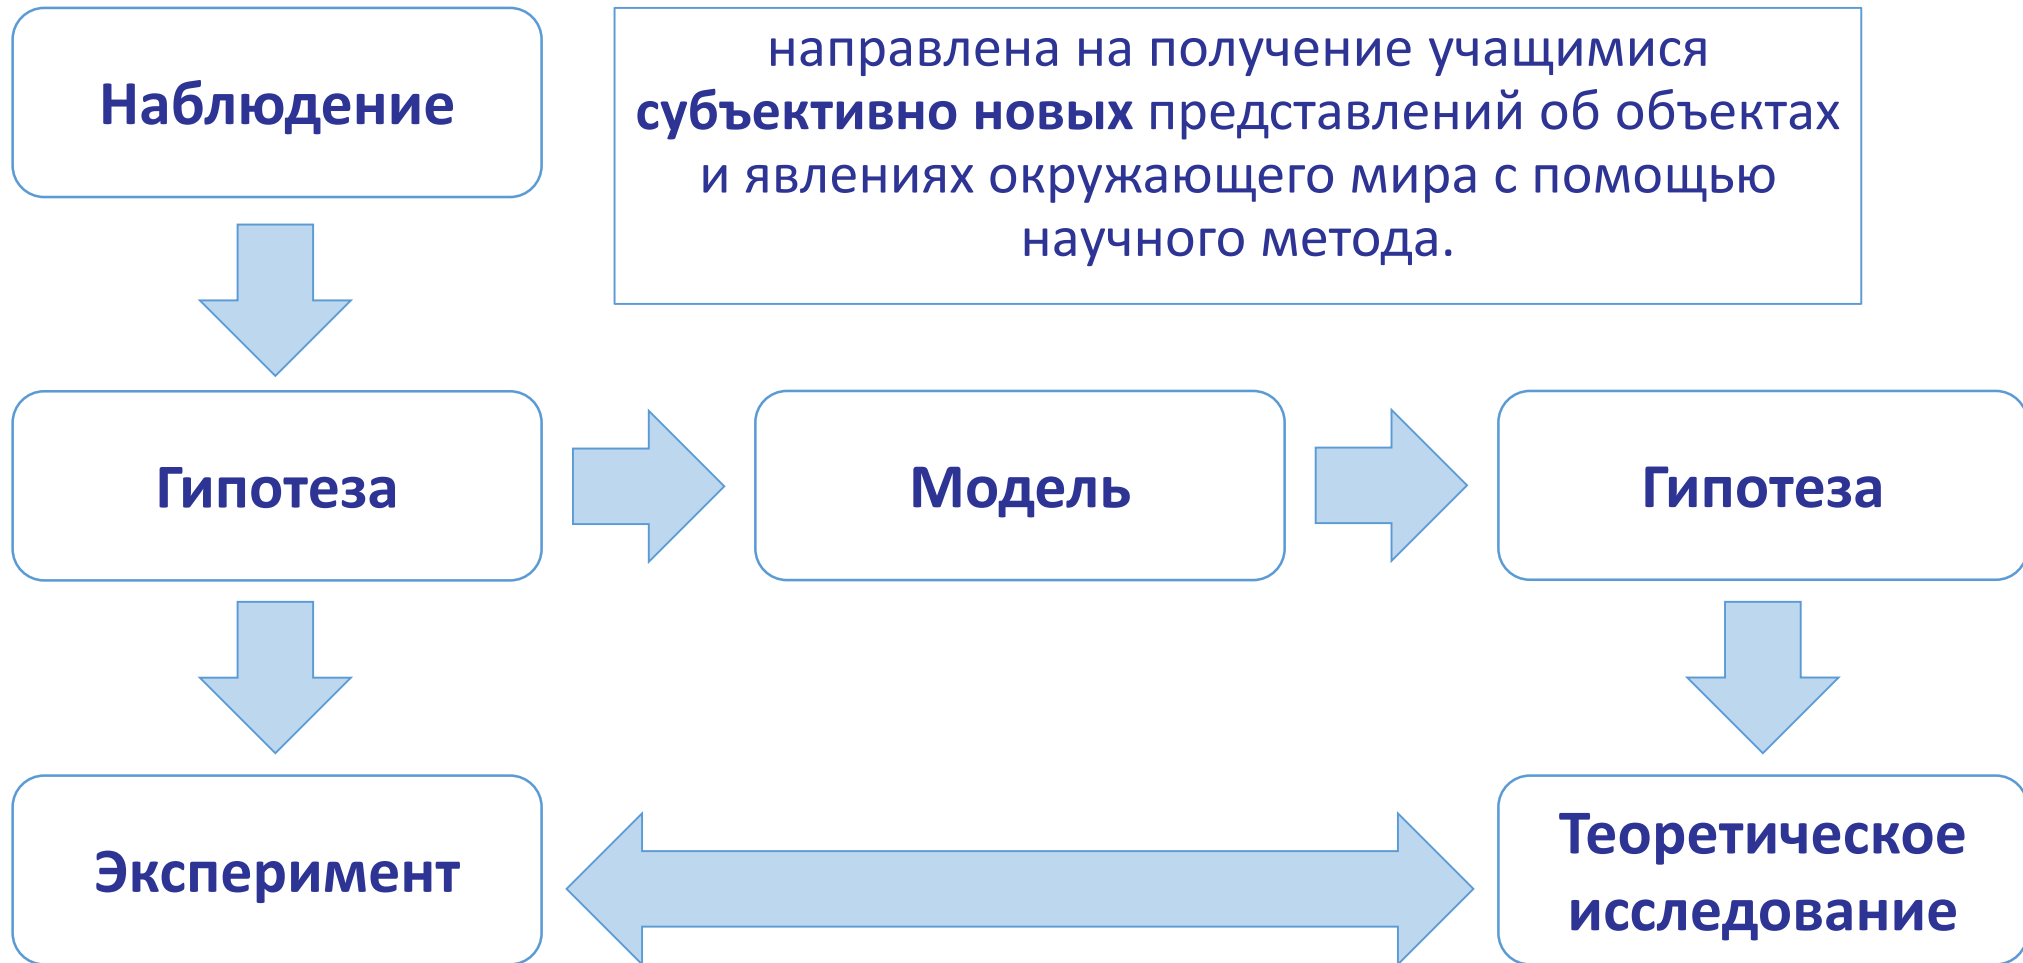 Наблюдение
направлена на получение учащимися
субъективно новых представлений об объектах
и явлениях окружающего мира с помощью
научного метода.
Гипотеза
Модель
Гипотеза
Эксперимент
Теоретическое
исследование